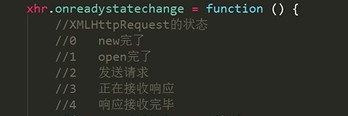 xhr.onreadystatechange = function () {
//XMLHttpRequest的状态
//0 new完了
//1 open完了
//2 发送请求
//3 正在接收响应
//4 响应接收完毕